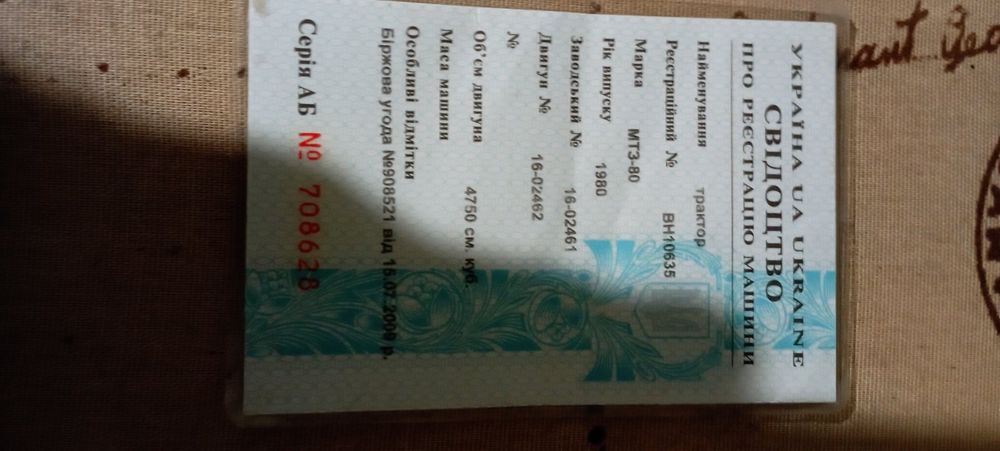 УКРАЇНА UA UKRAINE
СВІДОЦТВО
ПРО РЕЄСТРАЦІЮ МАШИНИ
Найменування трактор
Реєстраційний № ВН10635
Марка МТЗ-80
Рік випуску 1980
Заводський № 16-02461
Двигун № 16-02462
№
Об'єм двигуна 4750 см. куб.
Маса машини
Особливі відмітки
Біржова угода №908521 від 15.07.2009 р.
Серія АБ № 708628